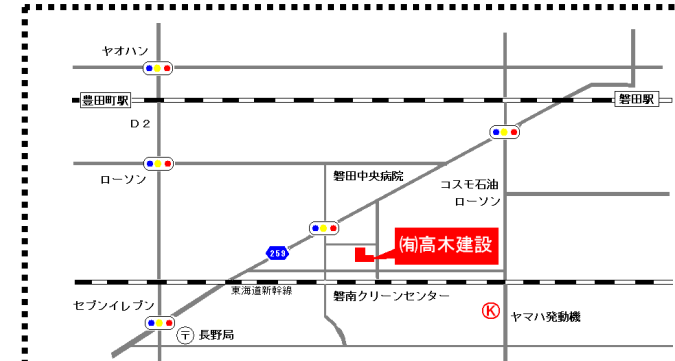 ヤオハン
豊田町駅
磐田駅
D2
ローソン
磐田中央病院
コスモ石油
ローソン
㈲高木建設
259
東海道新幹線
磐南クリーンセンター
セブンイレブン
〒 長野局
Ⓚ
ヤマハ発動機